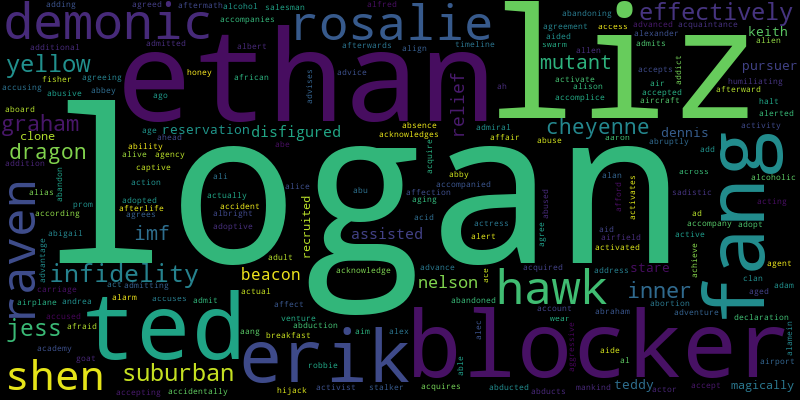 adding agreed aftermath alcohol salesman alfred abandoning advanced acquaintance
demonic accompanies rosalie liz agreement access alexander effectively
additional admitted albert afterwards align timeline aided admits keith
yellow ethan swarm allen accepts addict alien
fisher agreeing honey african advises advice ah mutant air pursuer
accusing abusive abbey ago relief activate alison accepted humiliating
aboard accomplice aircraft afterward
graham clone age reservation disfigured absence acknowledges admiral cheyenne dennis halt alerted
dragon ability ahead abe affair abuse aaron abruptly add activity
addition alive agency acquire alan across alcoholic
alias abandon captive ali alice abu affection accompanied abby sadistic fang
according prom action actually aging afford activates acting
raven adopted afterlife accident acid actress abused ad adopt
abigail agrees albright recruited logan agree aid accompany
advantage imf adoptive assisted alert airfield activated active
infidelity adult acknowledge advance ace acquired address stare achieve agent
carriage act admitting beacon nelson hawk inner clan
airplane andrea alarm accuses admit actual affect abandoned account abraham abortion aged adam
accused afraid aang venture abduction aim alex wear adventure declaration
jess ted erik breakfast alec able blocker aggressive alamein
academy goat suburban robbie aide al airport
shen accepting accidentally hijack activist stalker acquires abducted abducts mankind teddy actor accept magically